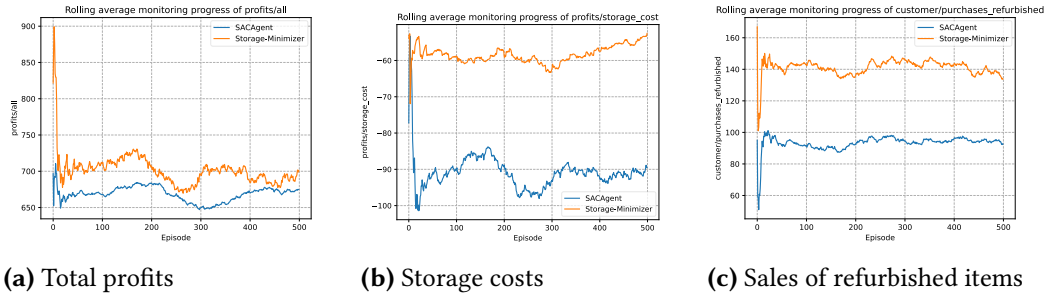 Rolling average monitoring progress of profits/all
SACAgent
Storage-Minimizer
900
850
800
750
700
650
profits/all
0
100
200
300
400
500
Episode
(a) Total profits
Rolling average monitoring progress of profits/storage_cost
−60
−70
−80
−90
−100
profits/storage_cost
SACAgent
Storage-Minimizer
0
100
200
300
400
500
Episode
(b) Storage costs
Rolling average monitoring progress of customer/purchases_refurbished
SACAgent
Storage-Minimizer
160
140
120
100
80
60
customer/purchases_refurbished
0
100
200
300
400
500
Episode
(c) Sales of refurbished items